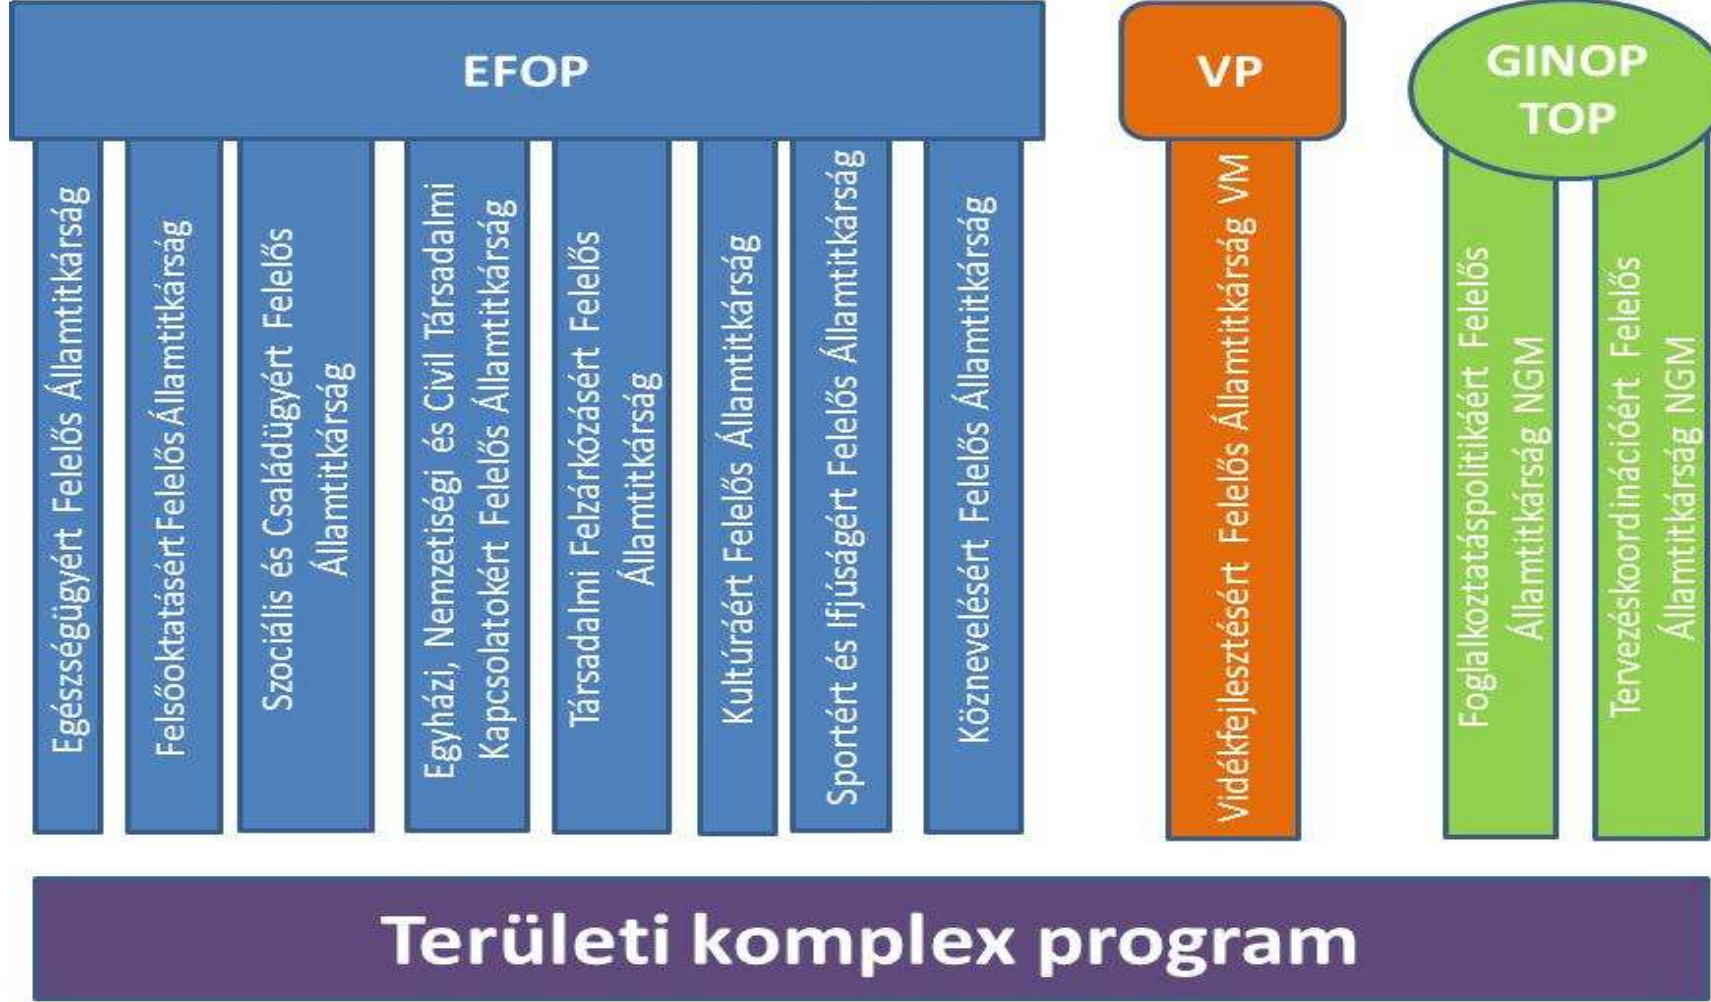 EFOP
Egészségügyért Felelős Államtitkárság
Felsőoktatásért Felelős Államtitkárság
Szociális és Családügyért Felelős
Államtitkárság
Egyházi, Nemzetiségi és Civil Társadalmi
Kapcsolatokért Felelős Államtitkárság
Társadalmi Felzárkózásért Felelős
Államtitkárság
Kultúráért Felelős Államtitkárság
Sportért és Ifjúságért Felelős Államtitkárság
Köznevelésért Felelős Államtitkárság
VP
Vidékfejlesztésért Felelős Államtitkárság VM
GINOP
TOP
Foglalkoztatáspolitikáért Felelős
Államtitkárság NGM
Tervezéskoordinációért Felelős
Államtitkárság NGM
Területi komplex program